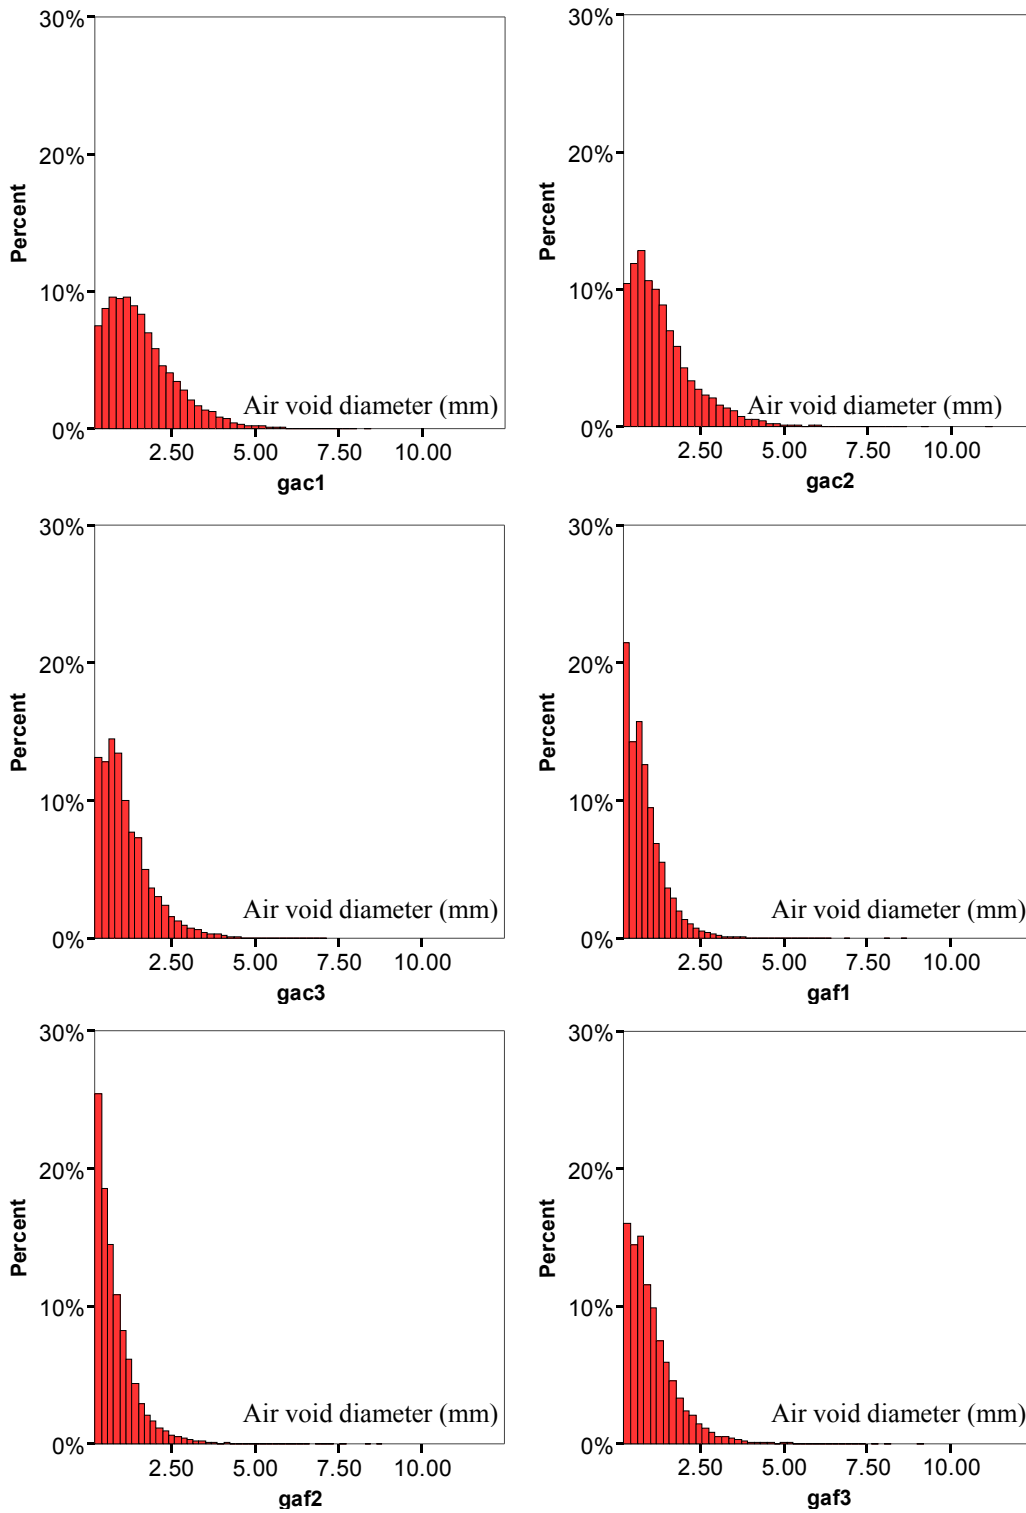 30%
20%
10%
0%
Percent
Air void diameter (mm)
2.50 5.00 7.50 10.00
gac1
30%
20%
10%
0%
Percent
Air void diameter (mm)
2.50 5.00 7.50 10.00
gac2
30%
20%
10%
0%
Percent
Air void diameter (mm)
2.50 5.00 7.50 10.00
gac3
30%
20%
10%
0%
Percent
Air void diameter (mm)
2.50 5.00 7.50 10.00
gaf1
30%
20%
10%
0%
Percent
Air void diameter (mm)
2.50 5.00 7.50 10.00
gaf2
30%
20%
10%
0%
Percent
Air void diameter (mm)
2.50 5.00 7.50 10.00
gaf3